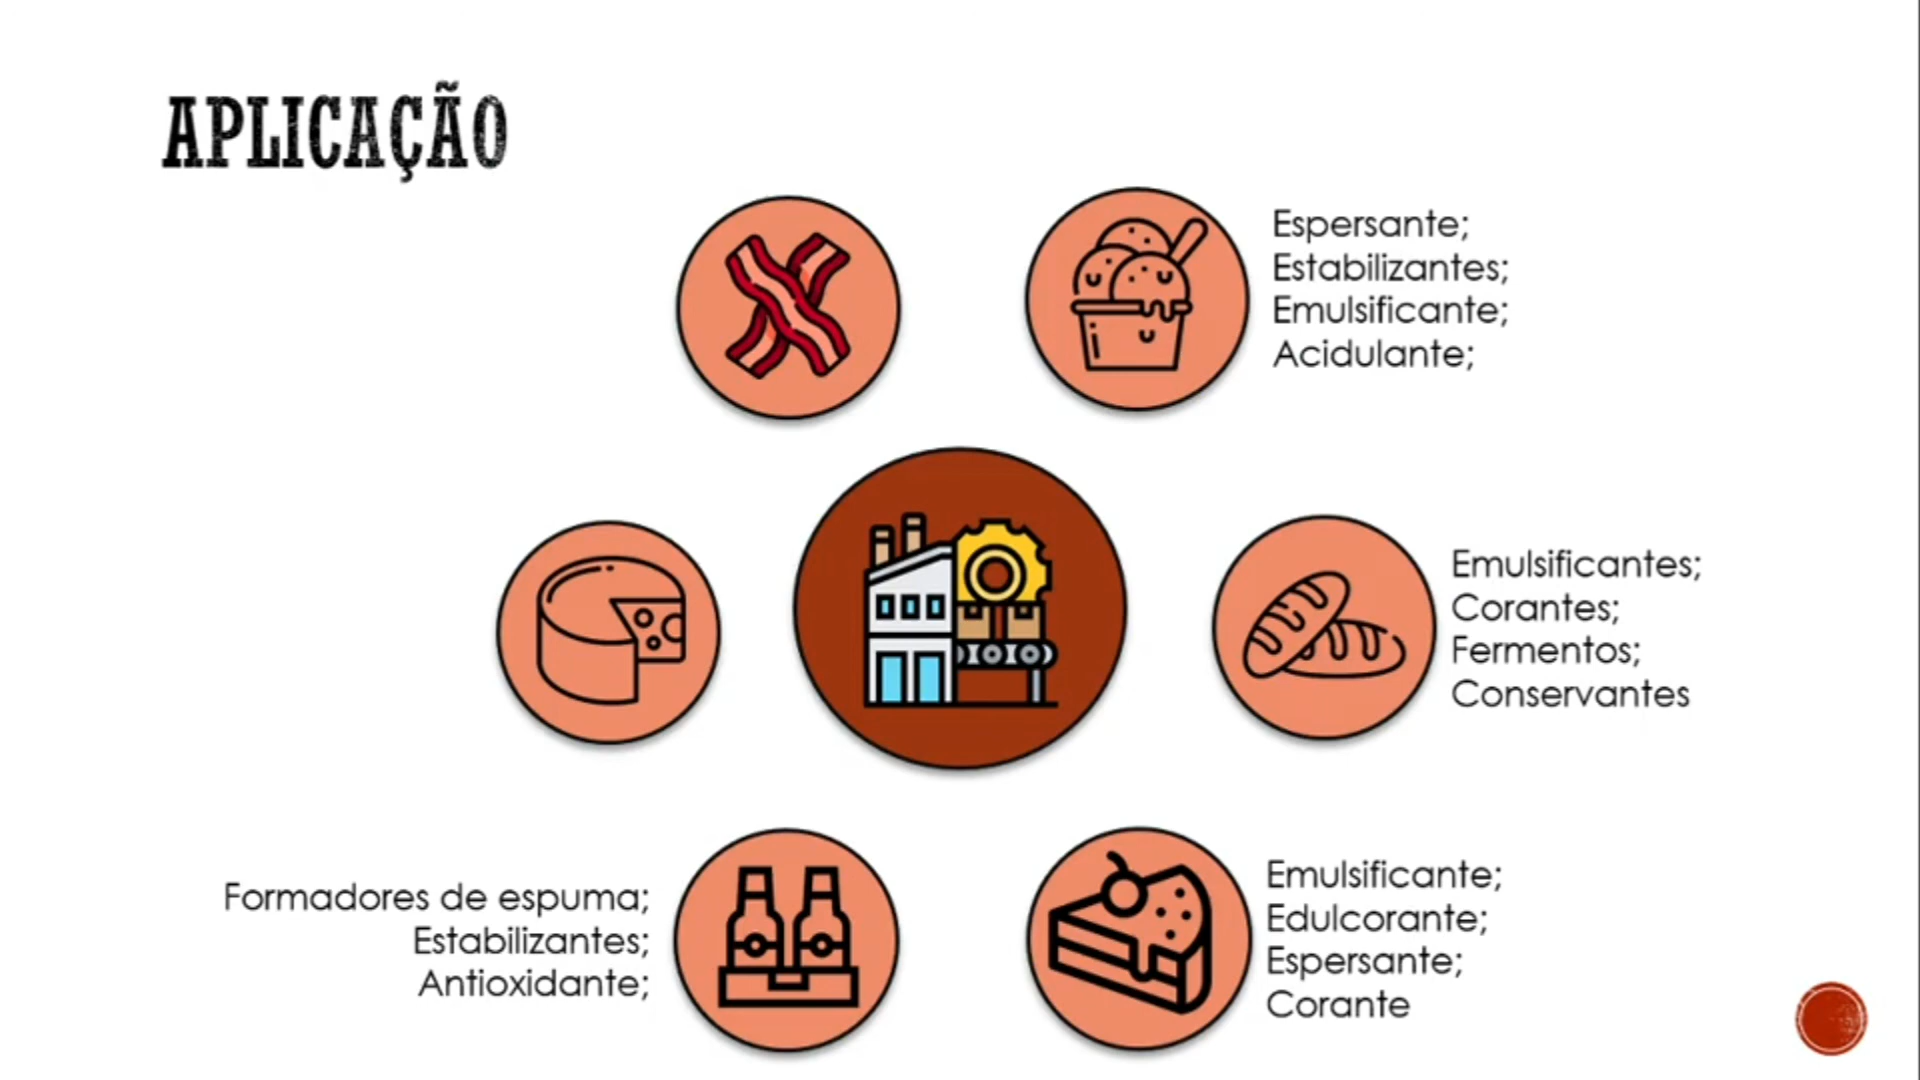 APLICAÇÃO
Espersante;
Estabilizantes;
Emulsificante;
Acidulante;
Emulsificantes;
Corantes;
Fermentos;
Conservantes
Formadores de espuma;
Estabilizantes;
Antioxidante;
Emulsificante;
Edulcorante;
Espersante;
Corante